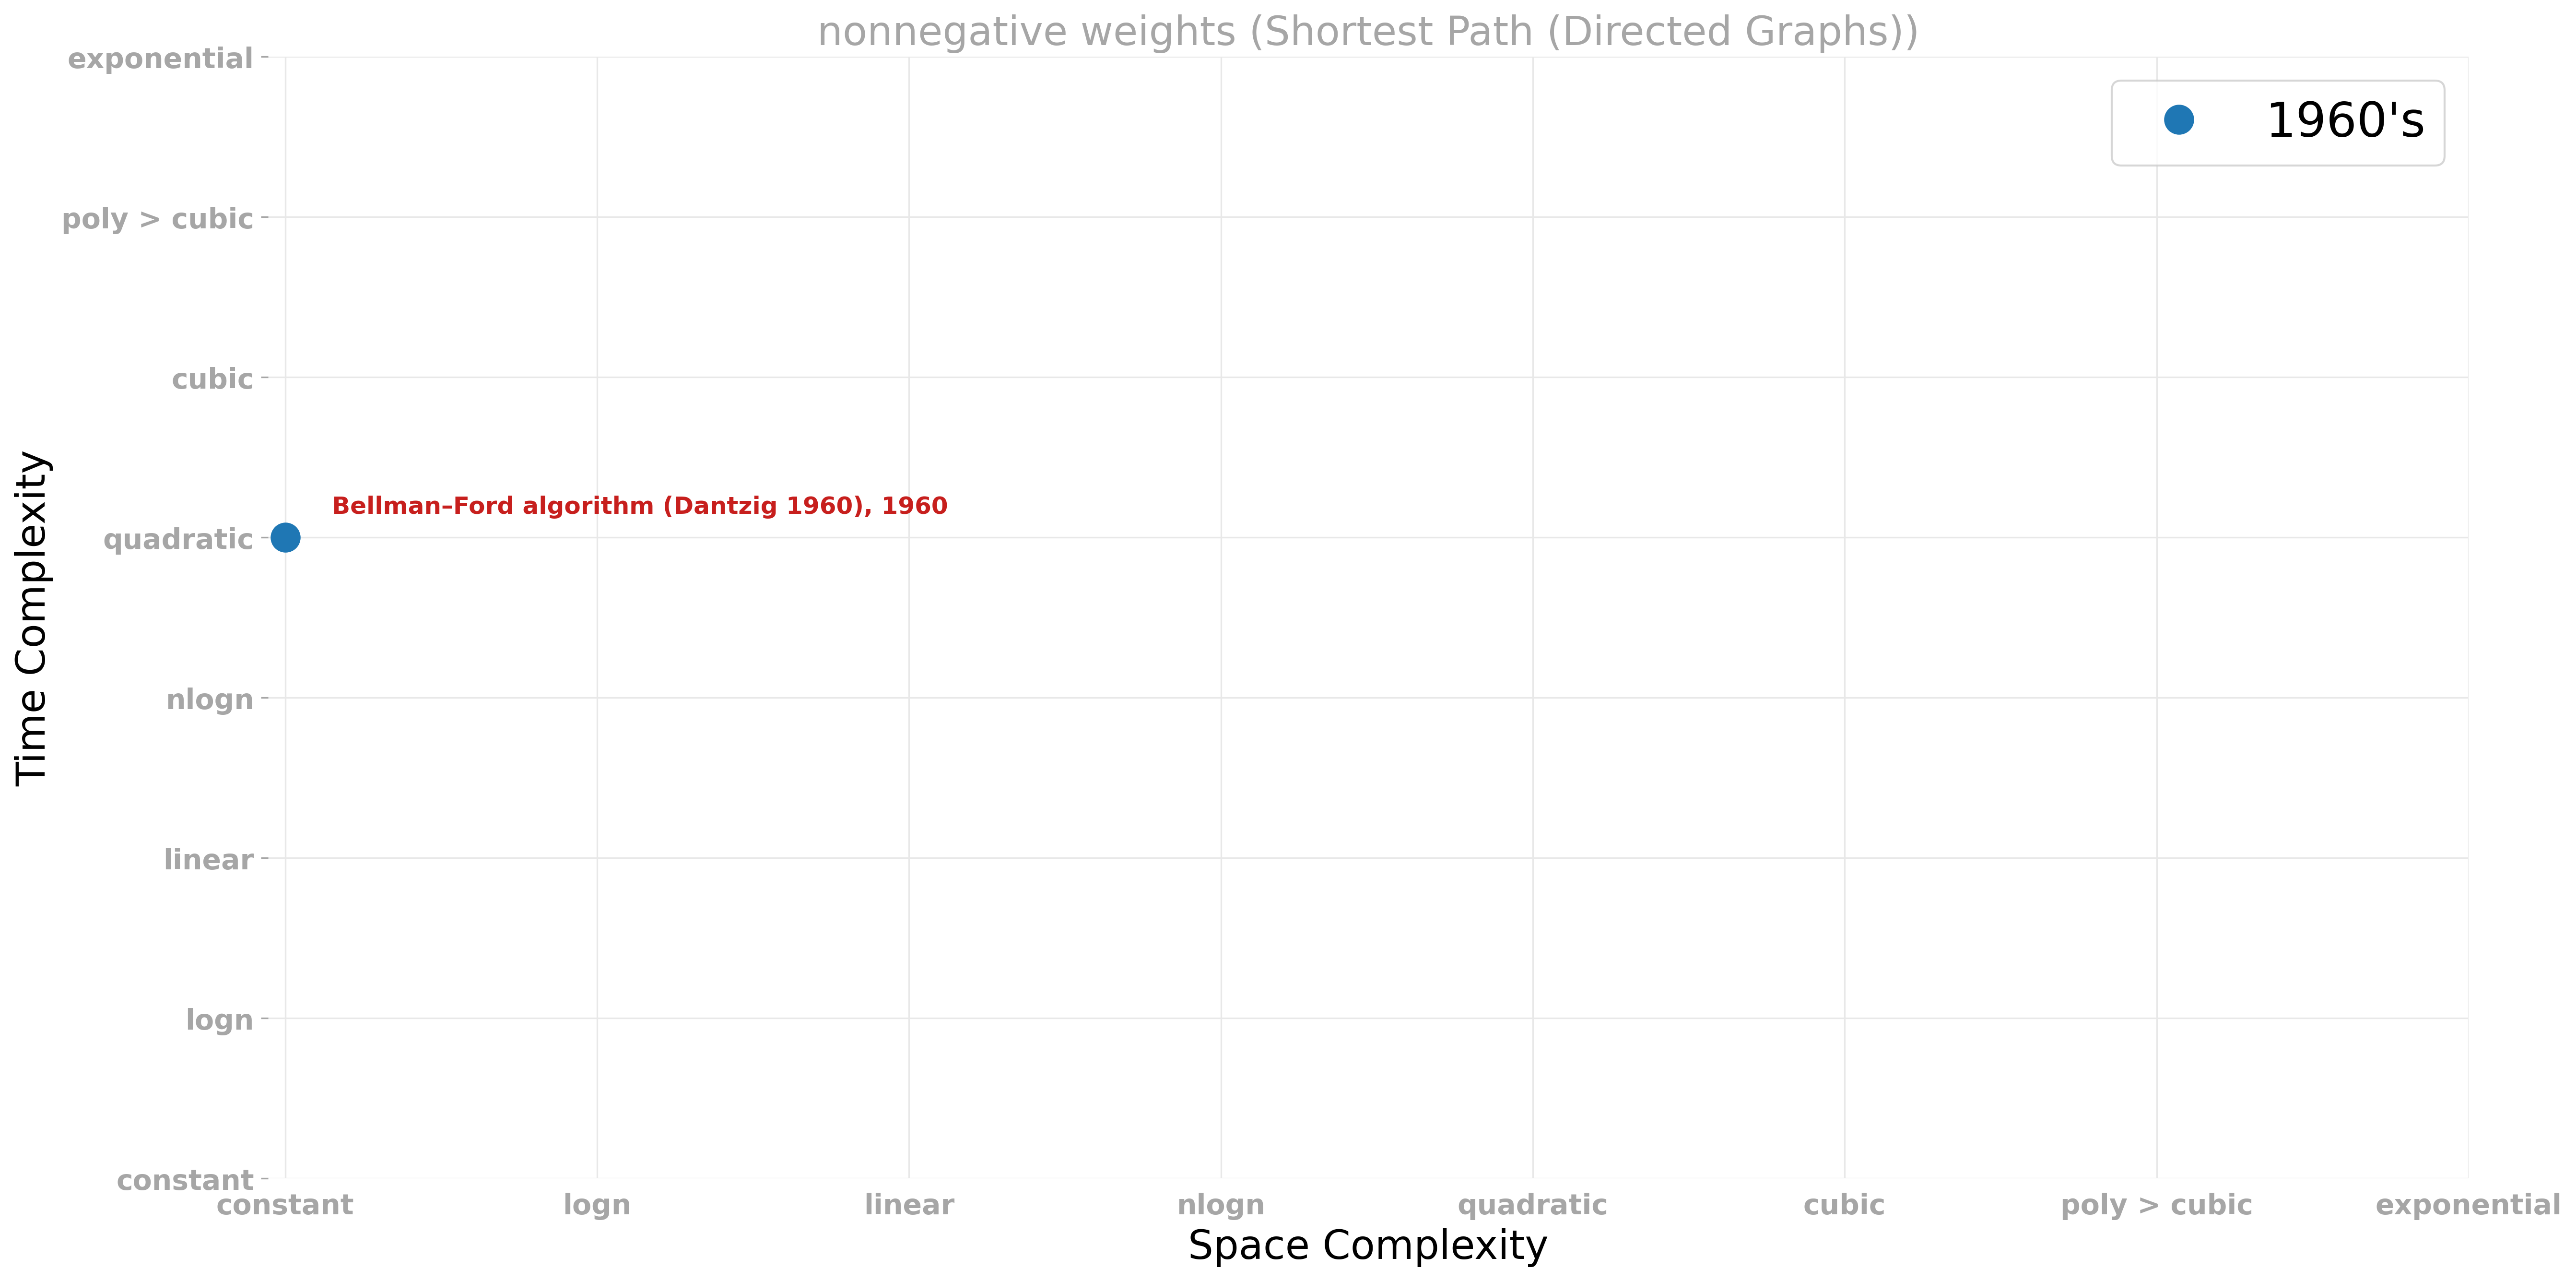 nonnegative weights (Shortest Path (Directed Graphs))
exponential
1960's
poly > cubic
cubic
Bellman–Ford algorithm (Dantzig 1960), 1960
quadratic
nlogn
linear
logn
constant
Time Complexity
constant
logn
linear
nlogn
quadratic
cubic
poly > cubic
exponential
Space Complexity